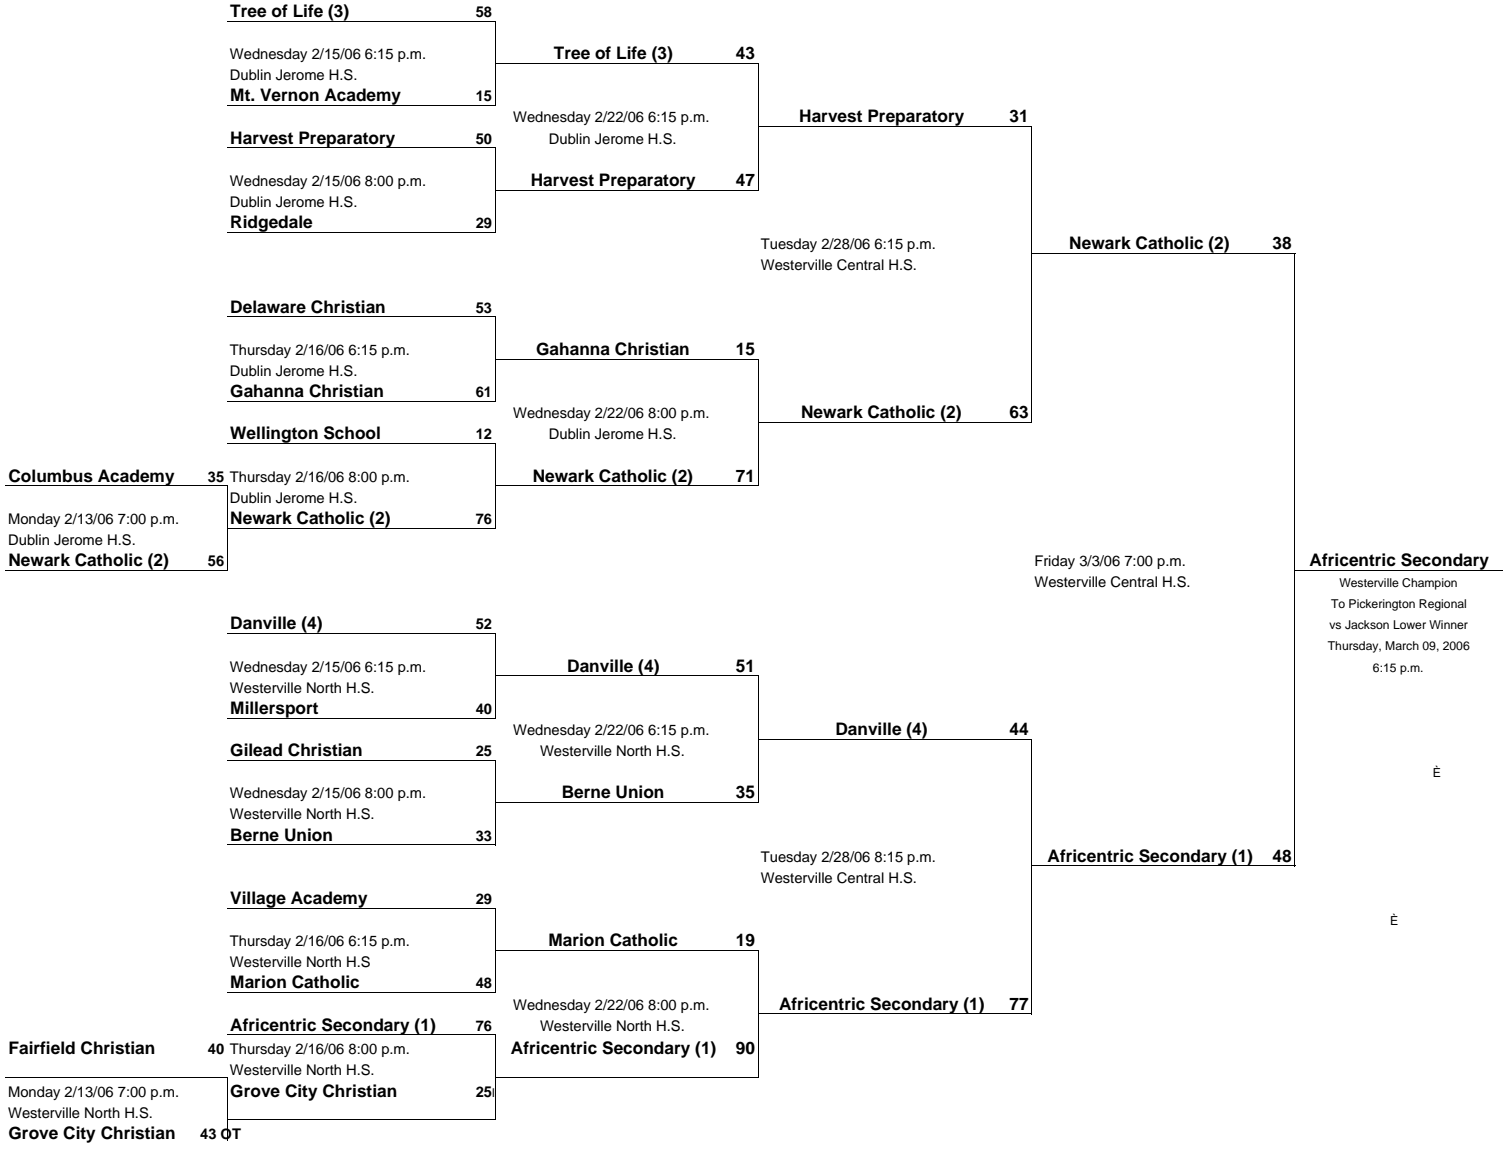 Tree of Life (3) 58
Wednesday 2/15/06 6:15 p.m.
Dublin Jerome H.S.
Mt. Vernon Academy 15
Tree of Life (3) 43
Wednesday 2/22/06 6:15 p.m.
Dublin Jerome H.S.
Harvest Preparatory 47
Harvest Preparatory 50
Wednesday 2/15/06 8:00 p.m.
Dublin Jerome H.S.
Ridgedale 29
Harvest Preparatory 31
Tuesday 2/28/06 6:15 p.m.
Westerville Central H.S.
Newark Catholic (2) 63
Newark Catholic (2) 38
Delaware Christian 53
Thursday 2/16/06 6:15 p.m.
Dublin Jerome H.S.
Gahanna Christian 61
Gahanna Christian 15
Wednesday 2/22/06 8:00 p.m.
Dublin Jerome H.S.
Newark Catholic (2) 71
Wellington School 12
Thursday 2/16/06 8:00 p.m.
Dublin Jerome H.S.
Newark Catholic (2) 76
Columbus Academy 35
Monday 2/13/06 7:00 p.m.
Dublin Jerome H.S.
Newark Catholic (2) 56
Friday 3/3/06 7:00 p.m.
Westerville Central H.S.
Africentric Secondary
Westerville Champion
To Pickerington Regional
vs Jackson Lower Winner
Thursday, March 09, 2006
6:15 p.m.
Danville (4) 52
Wednesday 2/15/06 6:15 p.m.
Westerville North H.S.
Millersport 40
Danville (4) 51
Wednesday 2/22/06 6:15 p.m.
Westerville North H.S.
Berne Union 35
Gilead Christian 25
Wednesday 2/15/06 8:00 p.m.
Westerville North H.S.
Berne Union 33
Danville (4) 44
Tuesday 2/28/06 8:15 p.m.
Westerville Central H.S.
Africentric Secondary (1) 77
Africentric Secondary (1) 48
È
È
Village Academy 29
Thursday 2/16/06 6:15 p.m.
Westerville North H.S
Marion Catholic 48
Marion Catholic 19
Wednesday 2/22/06 8:00 p.m.
Westerville North H.S.
Africentric Secondary (1) 90
Africentric Secondary (1) 76
Thursday 2/16/06 8:00 p.m.
Westerville North H.S.
Grove City Christian 25
Fairfield Christian 40
Monday 2/13/06 7:00 p.m.
Westerville North H.S.
Grove City Christian 43 OT